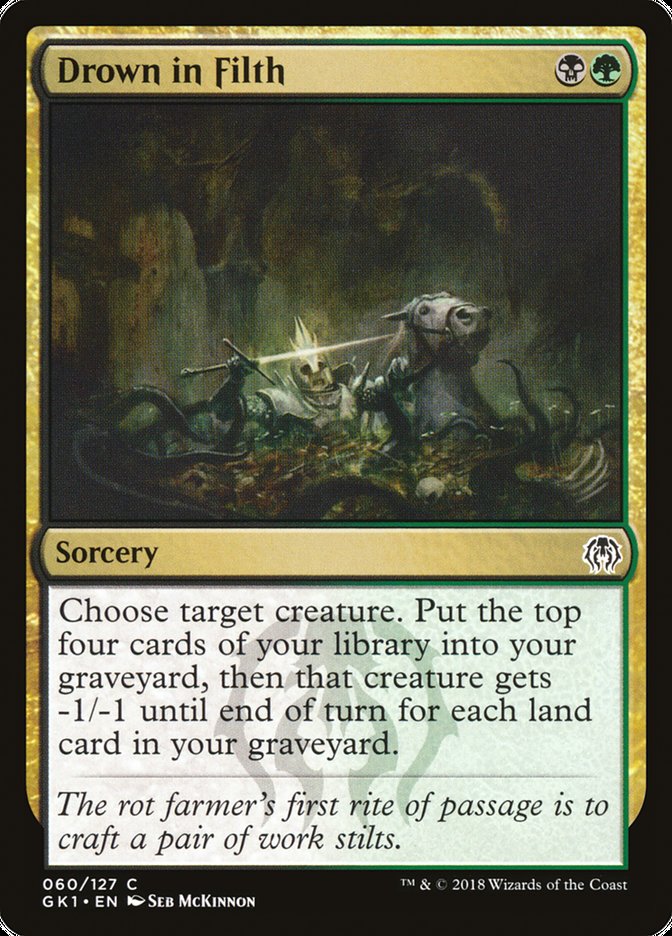 Drown in Filth
Sorcery
Choose target creature. Put the top
four cards of your library into your
graveyard, then that creature gets
-1/-1 until end of turn for each land
card in your graveyard.
The rot farmer's first rite of passage is to
craft a pair of work stilts.
060/127 C
GK1 • EN Seb McKinnon
™ & © 2018 Wizards of the Coast